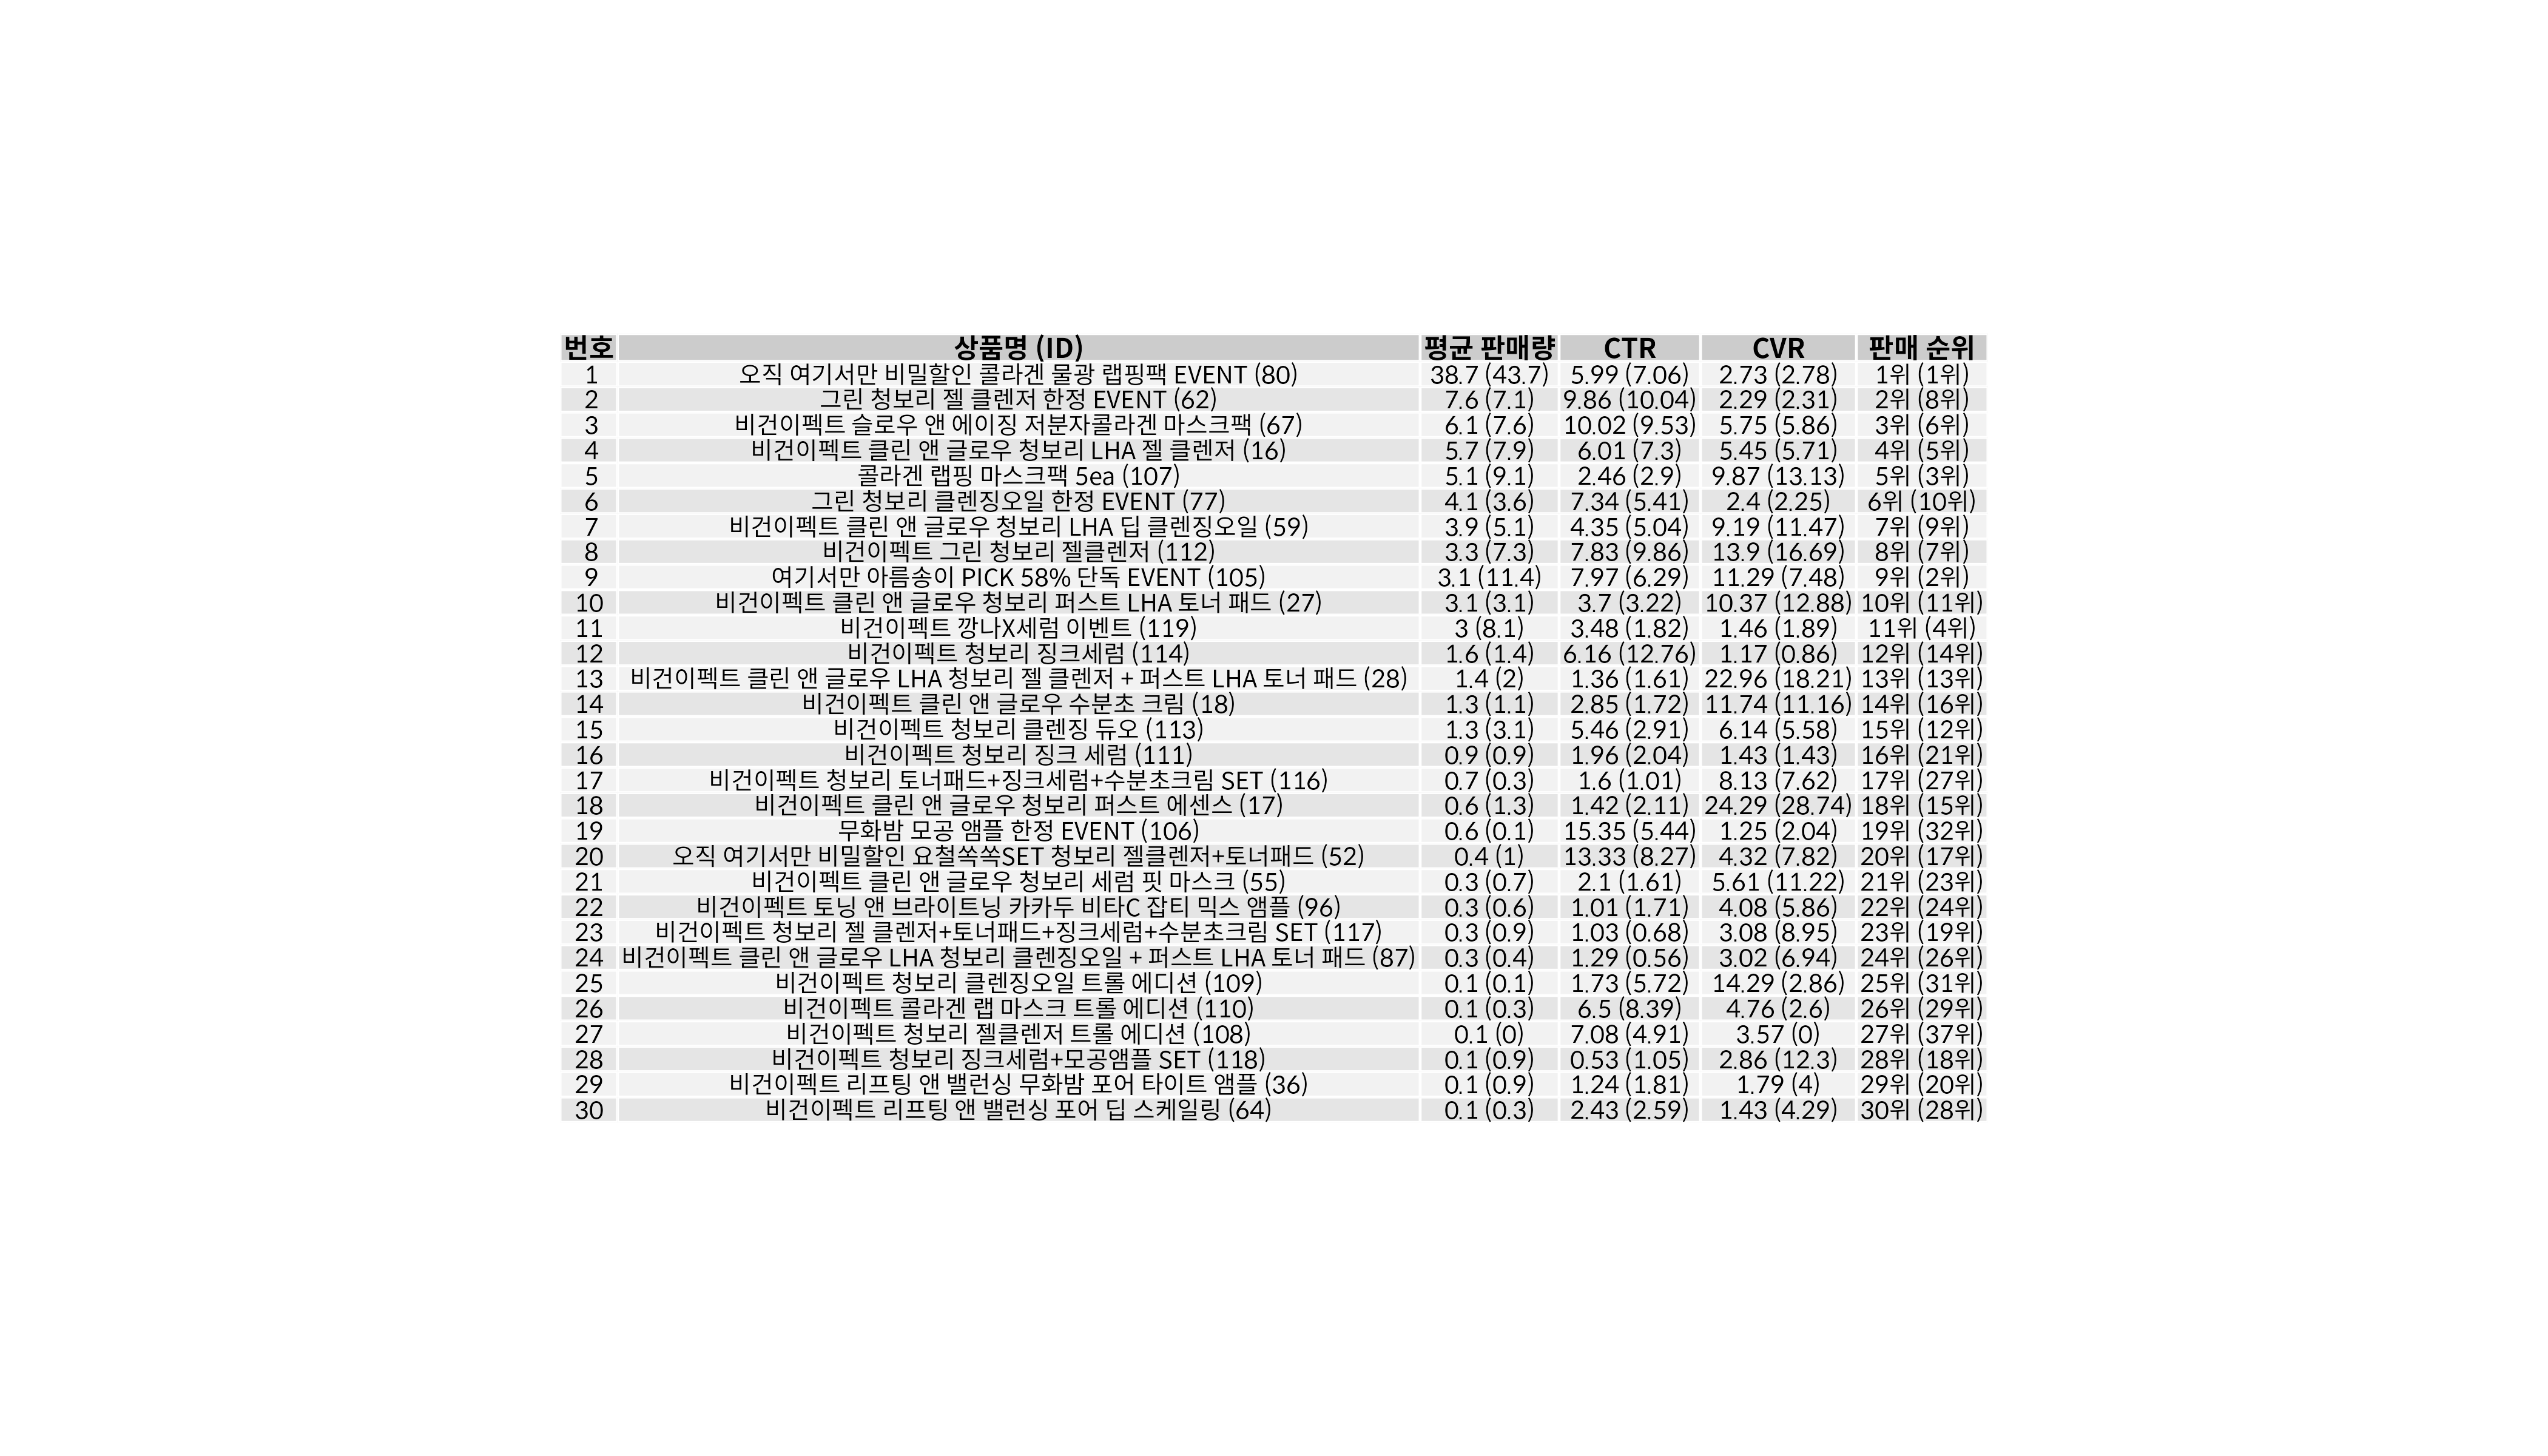 번호 상품명 (ID) 평균 판매량 CTR CVR 판매 순위
1 오직 여기서만 비밀할인 콜라겐 물광 랩핑팩 EVENT (80) 38.7 (43.7) 5.99 (7.06) 2.73 (2.78) 1위 (1위)
2 그린 청보리 젤 클렌저 한정 EVENT (62) 7.6 (7.1) 9.86 (10.04) 2.29 (2.31) 2위 (8위)
3 비건이펙트 슬로우 앤 에이징 저분자콜라겐 마스크팩 (67) 6.1 (7.6) 10.02 (9.53) 5.75 (5.86) 3위 (6위)
4 비건이펙트 클린 앤 글로우 청보리 LHA 젤 클렌저 (16) 5.7 (7.9) 6.01 (7.3) 5.45 (5.71) 4위 (5위)
5 콜라겐 랩핑 마스크팩 5ea (107) 5.1 (9.1) 2.46 (2.9) 9.87 (13.13) 5위 (3위)
6 그린 청보리 클렌징오일 한정 EVENT (77) 4.1 (3.6) 7.34 (5.41) 2.4 (2.25) 6위 (10위)
7 비건이펙트 클린 앤 글로우 청보리 LHA 딥 클렌징오일 (59) 3.9 (5.1) 4.35 (5.04) 9.19 (11.47) 7위 (9위)
8 비건이펙트 그린 청보리 젤클렌저 (112) 3.3 (7.3) 7.83 (9.86) 13.9 (16.69) 8위 (7위)
9 여기서만 아름송이 PICK 58% 단독 EVENT (105) 3.1 (11.4) 7.97 (6.29) 11.29 (7.48) 9위 (2위)
10 비건이펙트 클린 앤 글로우 청보리 퍼스트 LHA 토너 패드 (27) 3.1 (3.1) 3.7 (3.22) 10.37 (12.88) 10위 (11위)
11 비건이펙트 깡나X세럼 이벤트 (119) 3 (8.1) 3.48 (1.82) 1.46 (1.89) 11위 (4위)
12 비건이펙트 청보리 징크세럼 (114) 1.6 (1.4) 6.16 (12.76) 1.17 (0.86) 12위 (14위)
13 비건이펙트 클린 앤 글로우 LHA 청보리 젤 클렌저 + 퍼스트 LHA 토너 패드 (28) 1.4 (2) 1.36 (1.61) 22.96 (18.21) 13위 (13위)
14 비건이펙트 클린 앤 글로우 수분초 크림 (18) 1.3 (1.1) 2.85 (1.72) 11.74 (11.16) 14위 (16위)
15 비건이펙트 청보리 클렌징 듀오 (113) 1.3 (3.1) 5.46 (2.91) 6.14 (5.58) 15위 (12위)
16 비건이펙트 청보리 징크 세럼 (111) 0.9 (0.9) 1.96 (2.04) 1.43 (1.43) 16위 (21위)
17 비건이펙트 청보리 토너패드+징크세럼+수분초크림 SET (116) 0.7 (0.3) 1.6 (1.01) 8.13 (7.62) 17위 (27위)
18 비건이펙트 클린 앤 글로우 청보리 퍼스트 에센스 (17) 0.6 (1.3) 1.42 (2.11) 24.29 (28.74) 18위 (15위)
19 무화밤 모공 앰플 한정 EVENT (106) 0.6 (0.1) 15.35 (5.44) 1.25 (2.04) 19위 (32위)
20 오직 여기서만 비밀할인 요철쏙쏙SET 청보리 젤클렌저+토너패드 (52) 0.4 (1) 13.33 (8.27) 4.32 (7.82) 20위 (17위)
21 비건이펙트 클린 앤 글로우 청보리 세럼 핏 마스크 (55) 0.3 (0.7) 2.1 (1.61) 5.61 (11.22) 21위 (23위)
22 비건이펙트 토닝 앤 브라이트닝 카카두 비타C 잡티 믹스 앰플 (96) 0.3 (0.6) 1.01 (1.71) 4.08 (5.86) 22위 (24위)
23 비건이펙트 청보리 젤 클렌저+토너패드+징크세럼+수분초크림 SET (117) 0.3 (0.9) 1.03 (0.68) 3.08 (8.95) 23위 (19위)
24 비건이펙트 클린 앤 글로우 LHA 청보리 클렌징오일 + 퍼스트 LHA 토너 패드 (87) 0.3 (0.4) 1.29 (0.56) 3.02 (6.94) 24위 (26위)
25 비건이펙트 청보리 클렌징오일 트롤 에디션 (109) 0.1 (0.1) 1.73 (5.72) 14.29 (2.86) 25위 (31위)
26 비건이펙트 콜라겐 랩 마스크 트롤 에디션 (110) 0.1 (0.3) 6.5 (8.39) 4.76 (2.6) 26위 (29위)
27 비건이펙트 청보리 젤클렌저 트롤 에디션 (108) 0.1 (0) 7.08 (4.91) 3.57 (0) 27위 (37위)
28 비건이펙트 청보리 징크세럼+모공앰플 SET (118) 0.1 (0.9) 0.53 (1.05) 2.86 (12.3) 28위 (18위)
29 비건이펙트 리프팅 앤 밸런싱 무화밤 포어 타이트 앰플 (36) 0.1 (0.9) 1.24 (1.81) 1.79 (4) 29위 (20위)
30 비건이펙트 리프팅 앤 밸런싱 포어 딥 스케일링 (64) 0.1 (0.3) 2.43 (2.59) 1.43 (4.29) 30위 (28위)